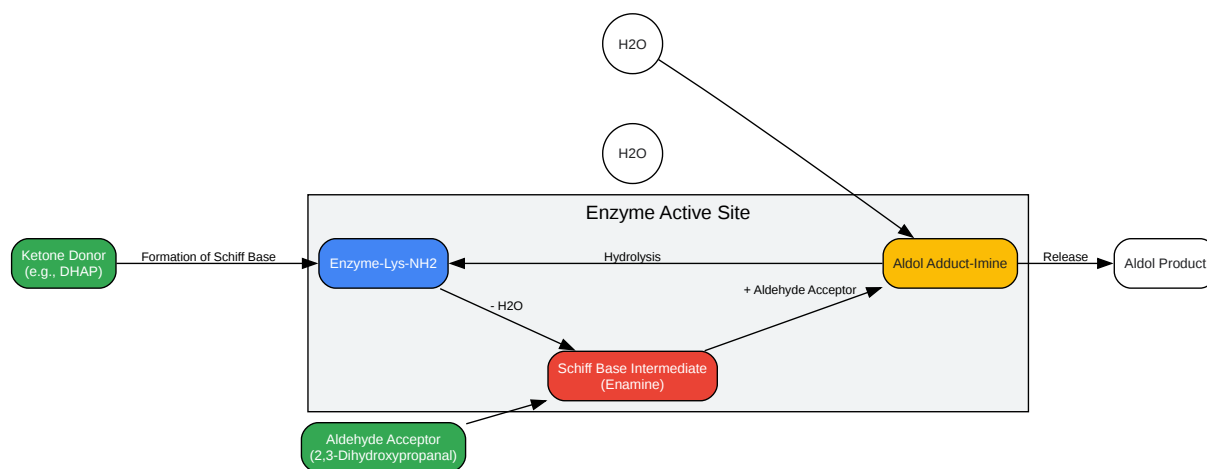 H2O
H2O
Enzyme Active Site
Ketone Donor
(e.g., DHAP)
Formation of Schiff Base
Enzyme-Lys-NH2
Hydrolysis
Aldol Adduct-Imine
Release
Aldol Product
- H2O
+ Aldehyde Acceptor
Schiff Base Intermediate
(Enamine)
Aldehyde Acceptor
(2,3-Dihydroxypropanal)